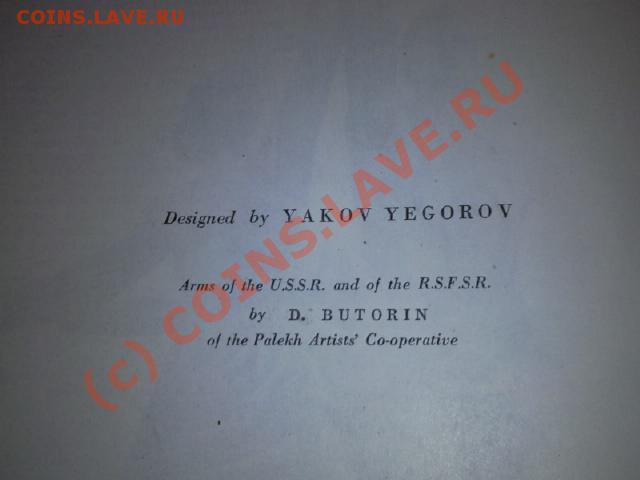 COINS.LAVE.RU
Designed by YAKOV YEGOROV
Arms of the U.S.S.R. and of the R.S.F.S.R.
by D. BUTORIN
of the Palekh Artists' Co-operative
(c) COINS.LAVE.RU